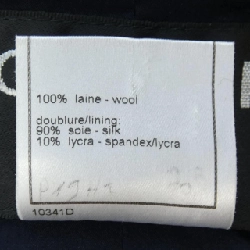 100% laine - wool
doublure/lining:
90% soie - silk
10% lycra - spandex/lycra
10341D